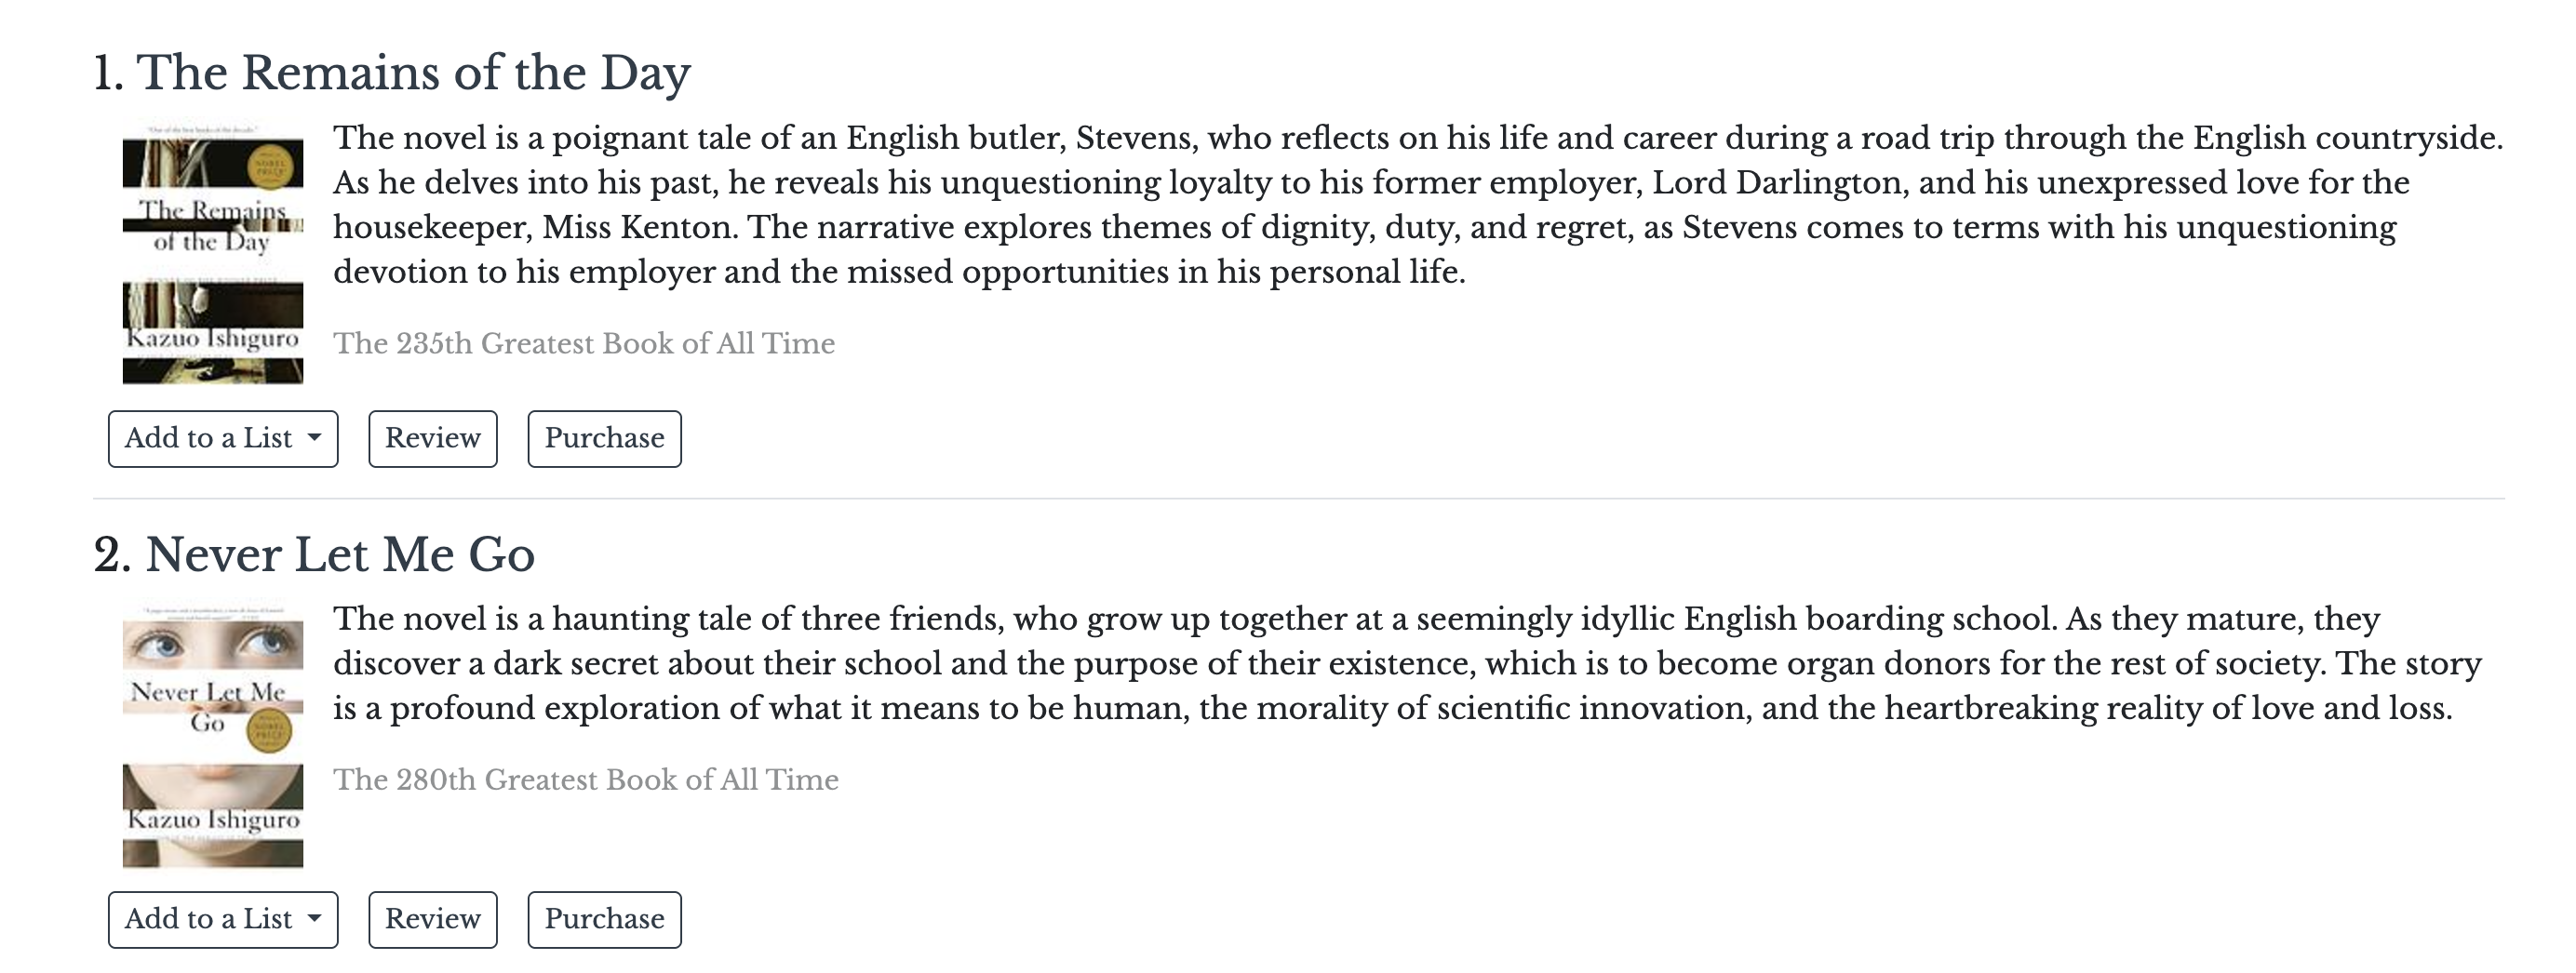 1. The Remains of the Day
The novel is a poignant tale of an English butler, Stevens, who reflects on his life and career during a road trip through the English countryside.
As he delves into his past, he reveals his unquestioning loyalty to his former employer, Lord Darlington, and his unexpressed love for the
housekeeper, Miss Kenton. The narrative explores themes of dignity, duty, and regret, as Stevens comes to terms with his unquestioning
devotion to his employer and the missed opportunities in his personal life.
The 235th Greatest Book of All Time
NOBEL
PRIZE
The Remains
of the Day
Kazuo Ishiguro
Add to a List
Review
Purchase
2. Never Let Me Go
The novel is a haunting tale of three friends, who grow up together at a seemingly idyllic English boarding school. As they mature, they
discover a dark secret about their school and the purpose of their existence, which is to become organ donors for the rest of society. The story
is a profound exploration of what it means to be human, the morality of scientific innovation, and the heartbreaking reality of love and loss.
The 280th Greatest Book of All Time
Never Let Me
Go
NOBEL
PRIZE
Kazuo Ishiguro
Add to a List
Review
Purchase